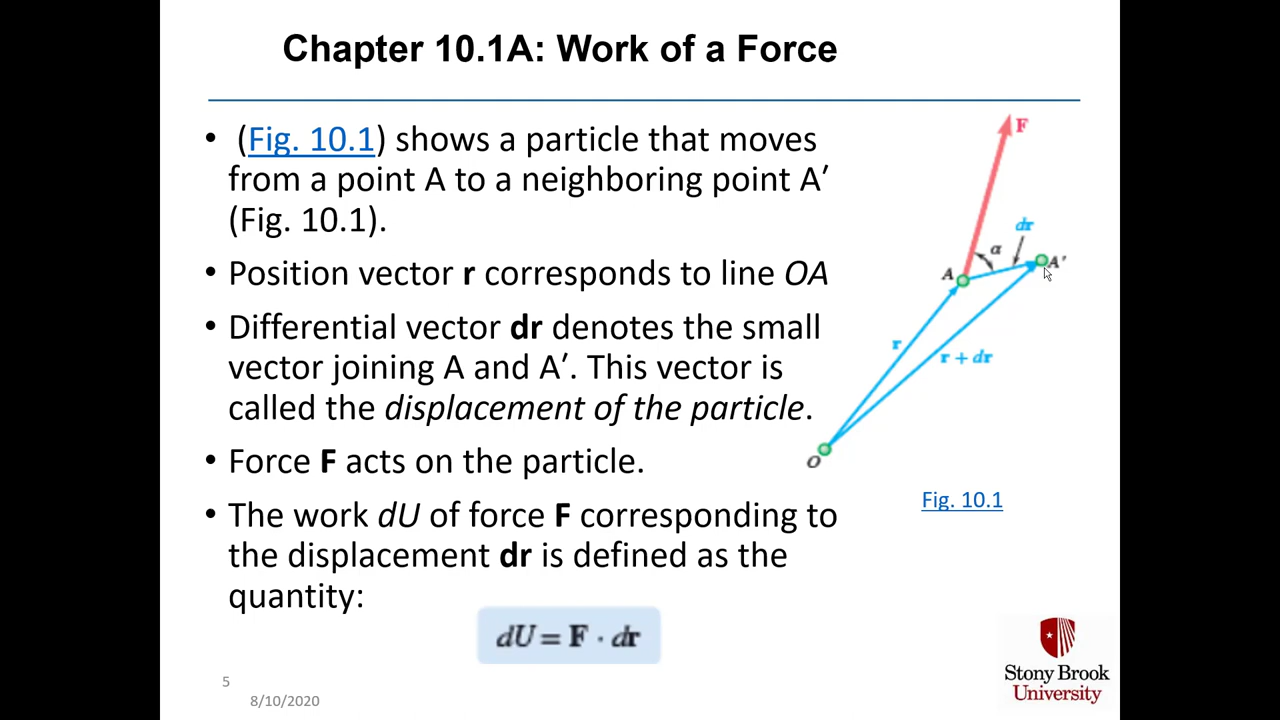 Chapter 10.1A: Work of a Force
• (Fig. 10.1) shows a particle that moves
from a point A to a neighboring point A′
(Fig. 10.1).
• Position vector r corresponds to line OA
• Differential vector dr denotes the small
vector joining A and A′. This vector is
called the displacement of the particle.
• Force F acts on the particle.
• The work dU of force F corresponding to
the displacement dr is defined as the
quantity:
dU = F · dr
F
dr
α
A
A′
r
r + dr
O
Fig. 10.1
5
8/10/2020
Stony Brook
University